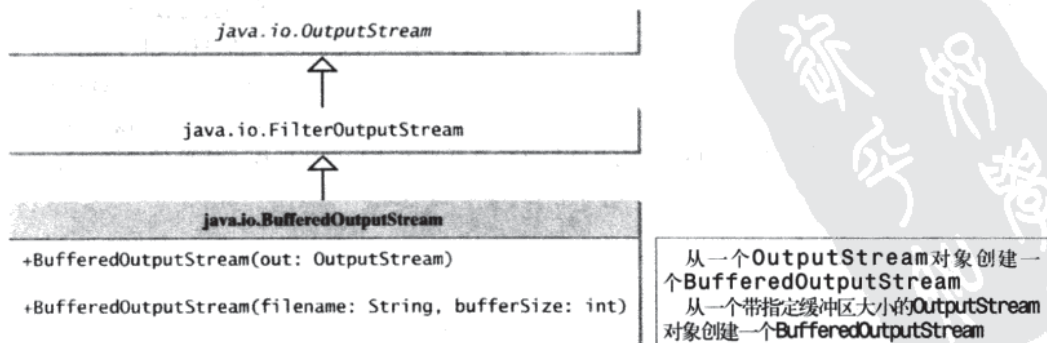 java.io.OutputStream
java.io.FilterOutputStream
java.io.BufferedOutputStream
+BufferedOutputStream(out: OutputStream)
+BufferedOutputStream(filename: String, bufferSize: int)
从一个OutputStream对象创建一
个BufferedOutputStream
从一个带指定缓冲区大小的OutputStream
对象创建一个BufferedOutputStream